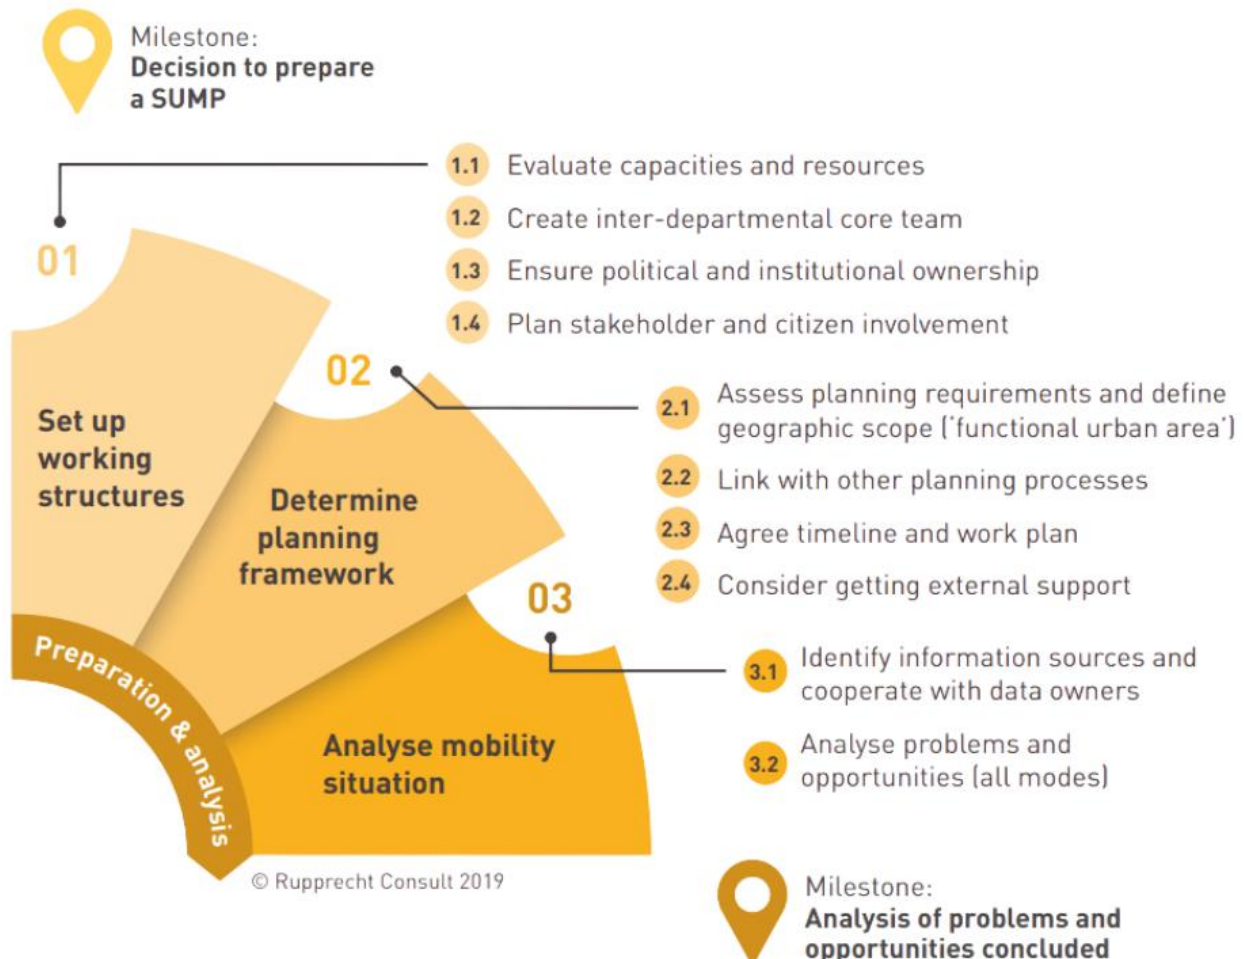 Milestone:
Decision to prepare
a SUMP
01
1.1 Evaluate capacities and resources
1.2 Create inter-departmental core team
1.3 Ensure political and institutional ownership
1.4 Plan stakeholder and citizen involvement
Set up
working
structures
02
2.1 Assess planning requirements and define
geographic scope (‘functional urban area’)
2.2 Link with other planning processes
2.3 Agree timeline and work plan
2.4 Consider getting external support
Determine
planning
framework
03
3.1 Identify information sources and
cooperate with data owners
3.2 Analyse problems and
opportunities (all modes)
Analyse mobility
situation
Preparation & analysis
© Rupprecht Consult 2019
Milestone:
Analysis of problems and
opportunities concluded